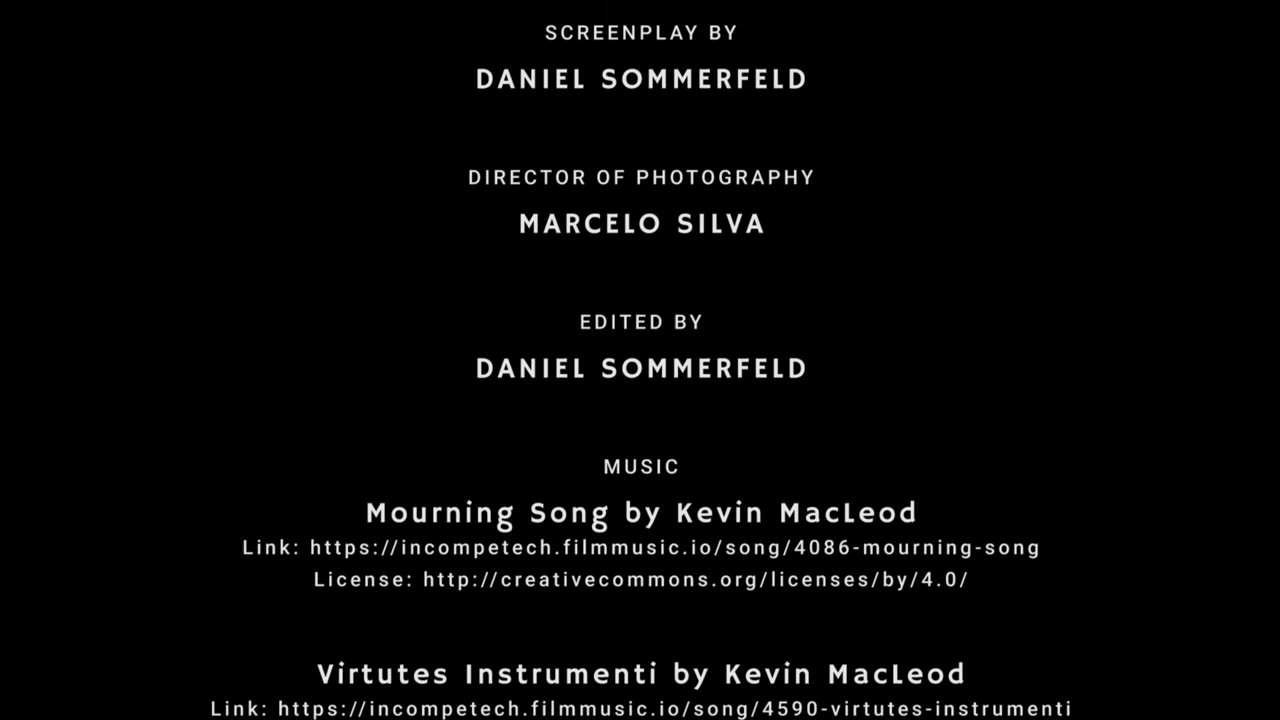 SCREENPLAY BY
DANIEL SOMMERFELD
DIRECTOR OF PHOTOGRAPHY
MARCELO SILVA
EDITED BY
DANIEL SOMMERFELD
MUSIC
Mourning Song by Kevin MacLeod
Link: https://incompetech.filmmusic.io/song/4086-mourning-song
License: http://creativecommons.org/licenses/by/4.0/
Virtutes Instrumenti by Kevin MacLeod
Link: https://incompetech.filmmusic.io/song/4590-virtutes-instrumenti